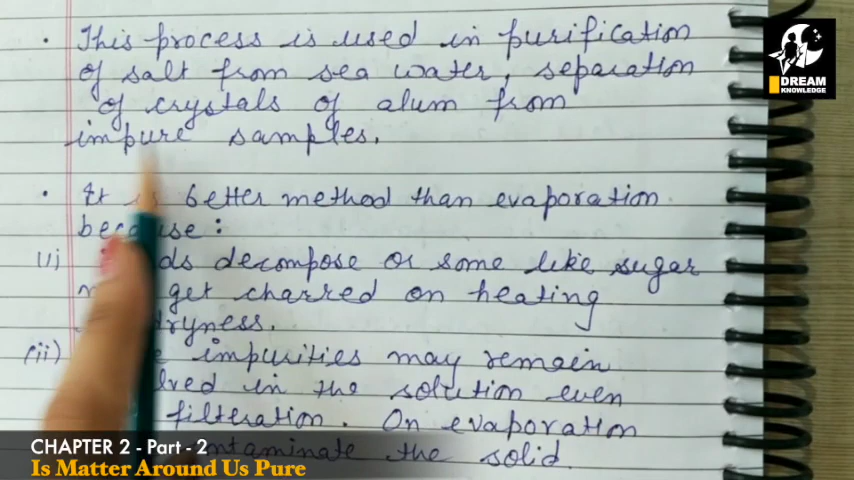 • This process is used in purification
of salt from sea water, separation
of crystals of alum from
impure samples.
• It is better method than evaporation
because:
(i) decompose or some like sugar
get charred on heating
dryness.
(ii) impurities may remain
in the solution even
filteration. On evaporation
contaminate the solid.
DREAM
KNOWLEDGE
CHAPTER 2 - Part - 2
Is Matter Around Us Pure